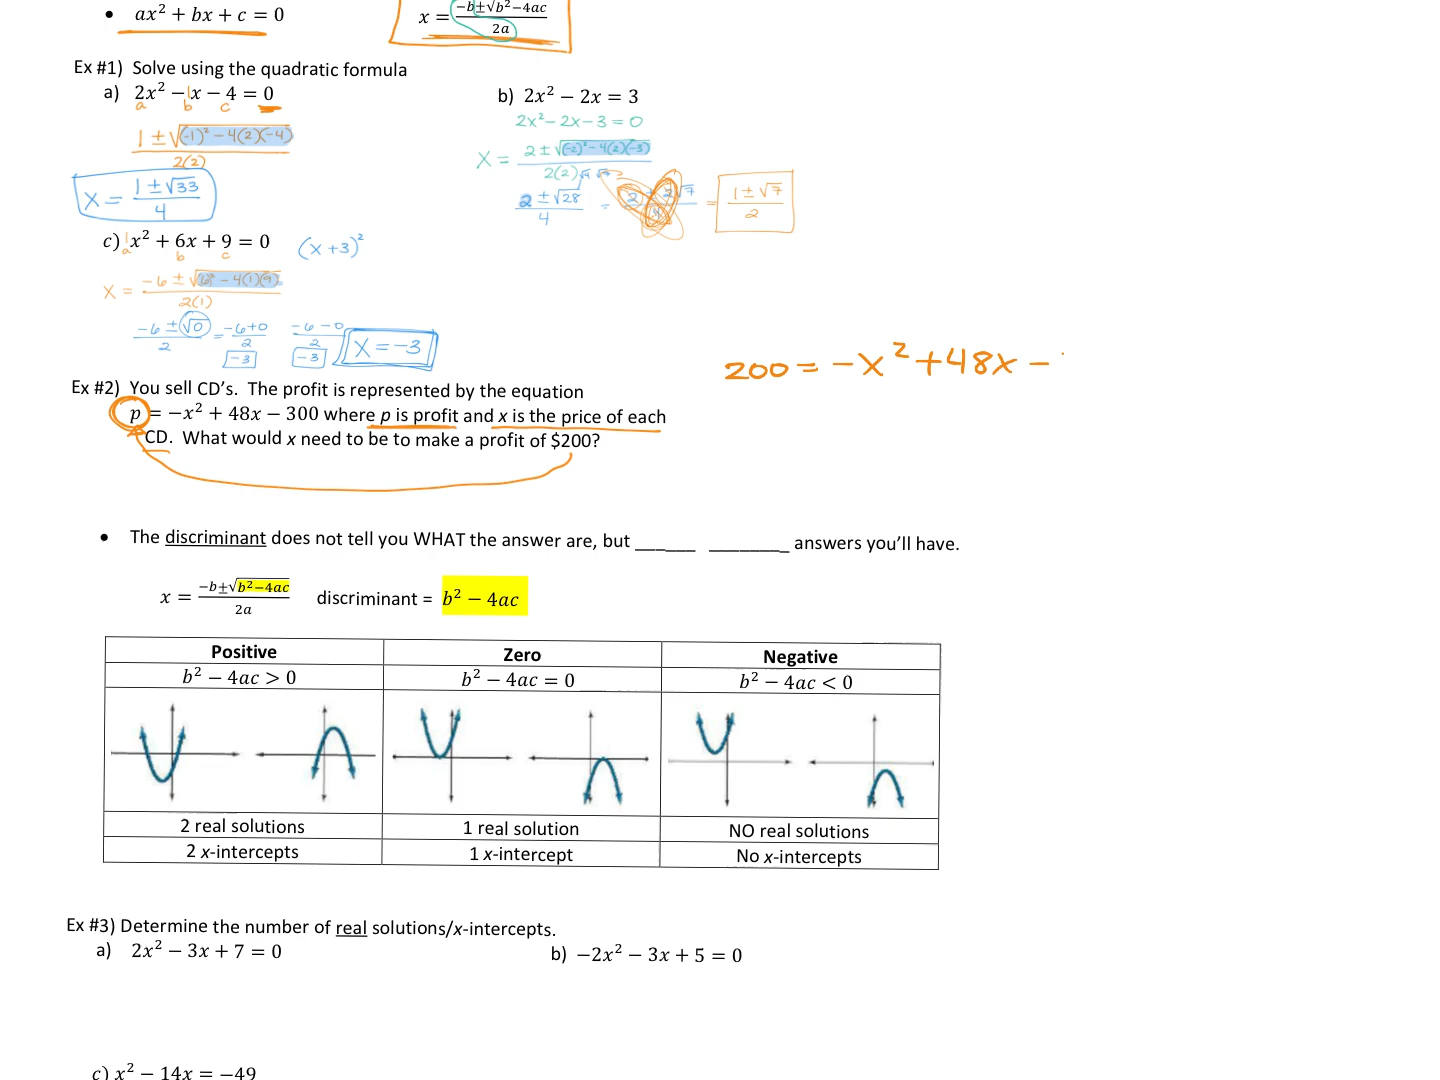 • ax² + bx + c = 0
x = (−b±√b²−4ac)/2a
Ex #1) Solve using the quadratic formula
a) 2x² − 1x − 4 = 0
a b c
1 ± √(-1)² − 4(2)(-4)
2(2)
X = (1 ± √33)/4
b) 2x² − 2x = 3
2x² − 2x − 3 = 0
X = 2 ± √(-2)² − 4(2)(-3)
2(2) √4 √7
(2 ± √28)/4 = = (1 ± √7)/2
c) 1x² + 6x + 9 = 0 (x + 3)²
a b c
X = −6 ± √6² − 4(1)(9)
2(1)
(−6 ± √0)/2 = (−6+0)/2 (−6−0)/2 X = −3
−3 −3
200 = −x² + 48x −
Ex #2) You sell CD's. The profit is represented by the equation
p = −x² + 48x − 300 where p is profit and x is the price of each
CD. What would x need to be to make a profit of $200?
• The discriminant does not tell you WHAT the answer are, but ______ ________ answers you'll have.
x = (−b±√b²−4ac)/2a discriminant = b² − 4ac
Positive Zero Negative
b² − 4ac > 0 b² − 4ac = 0 b² − 4ac < 0
2 real solutions 1 real solution NO real solutions
2 x-intercepts 1 x-intercept No x-intercepts
Ex #3) Determine the number of real solutions/x-intercepts.
a) 2x² − 3x + 7 = 0 b) −2x² − 3x + 5 = 0
c) x² − 14x = −49